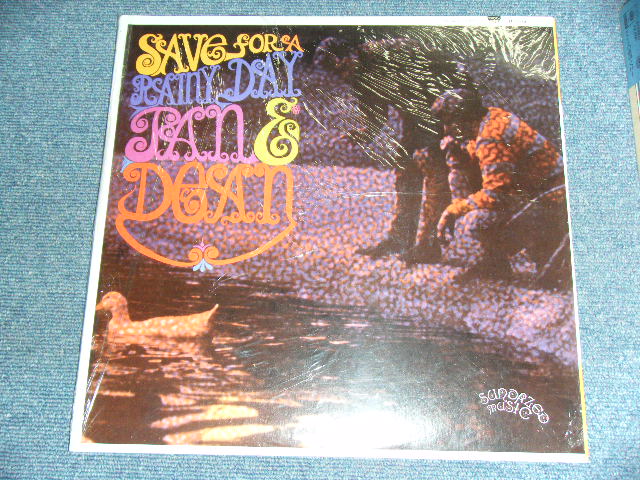 SAVE FOR A
RAINY DAY
JAN &
DEAN
SUNDAZED
MUSIC